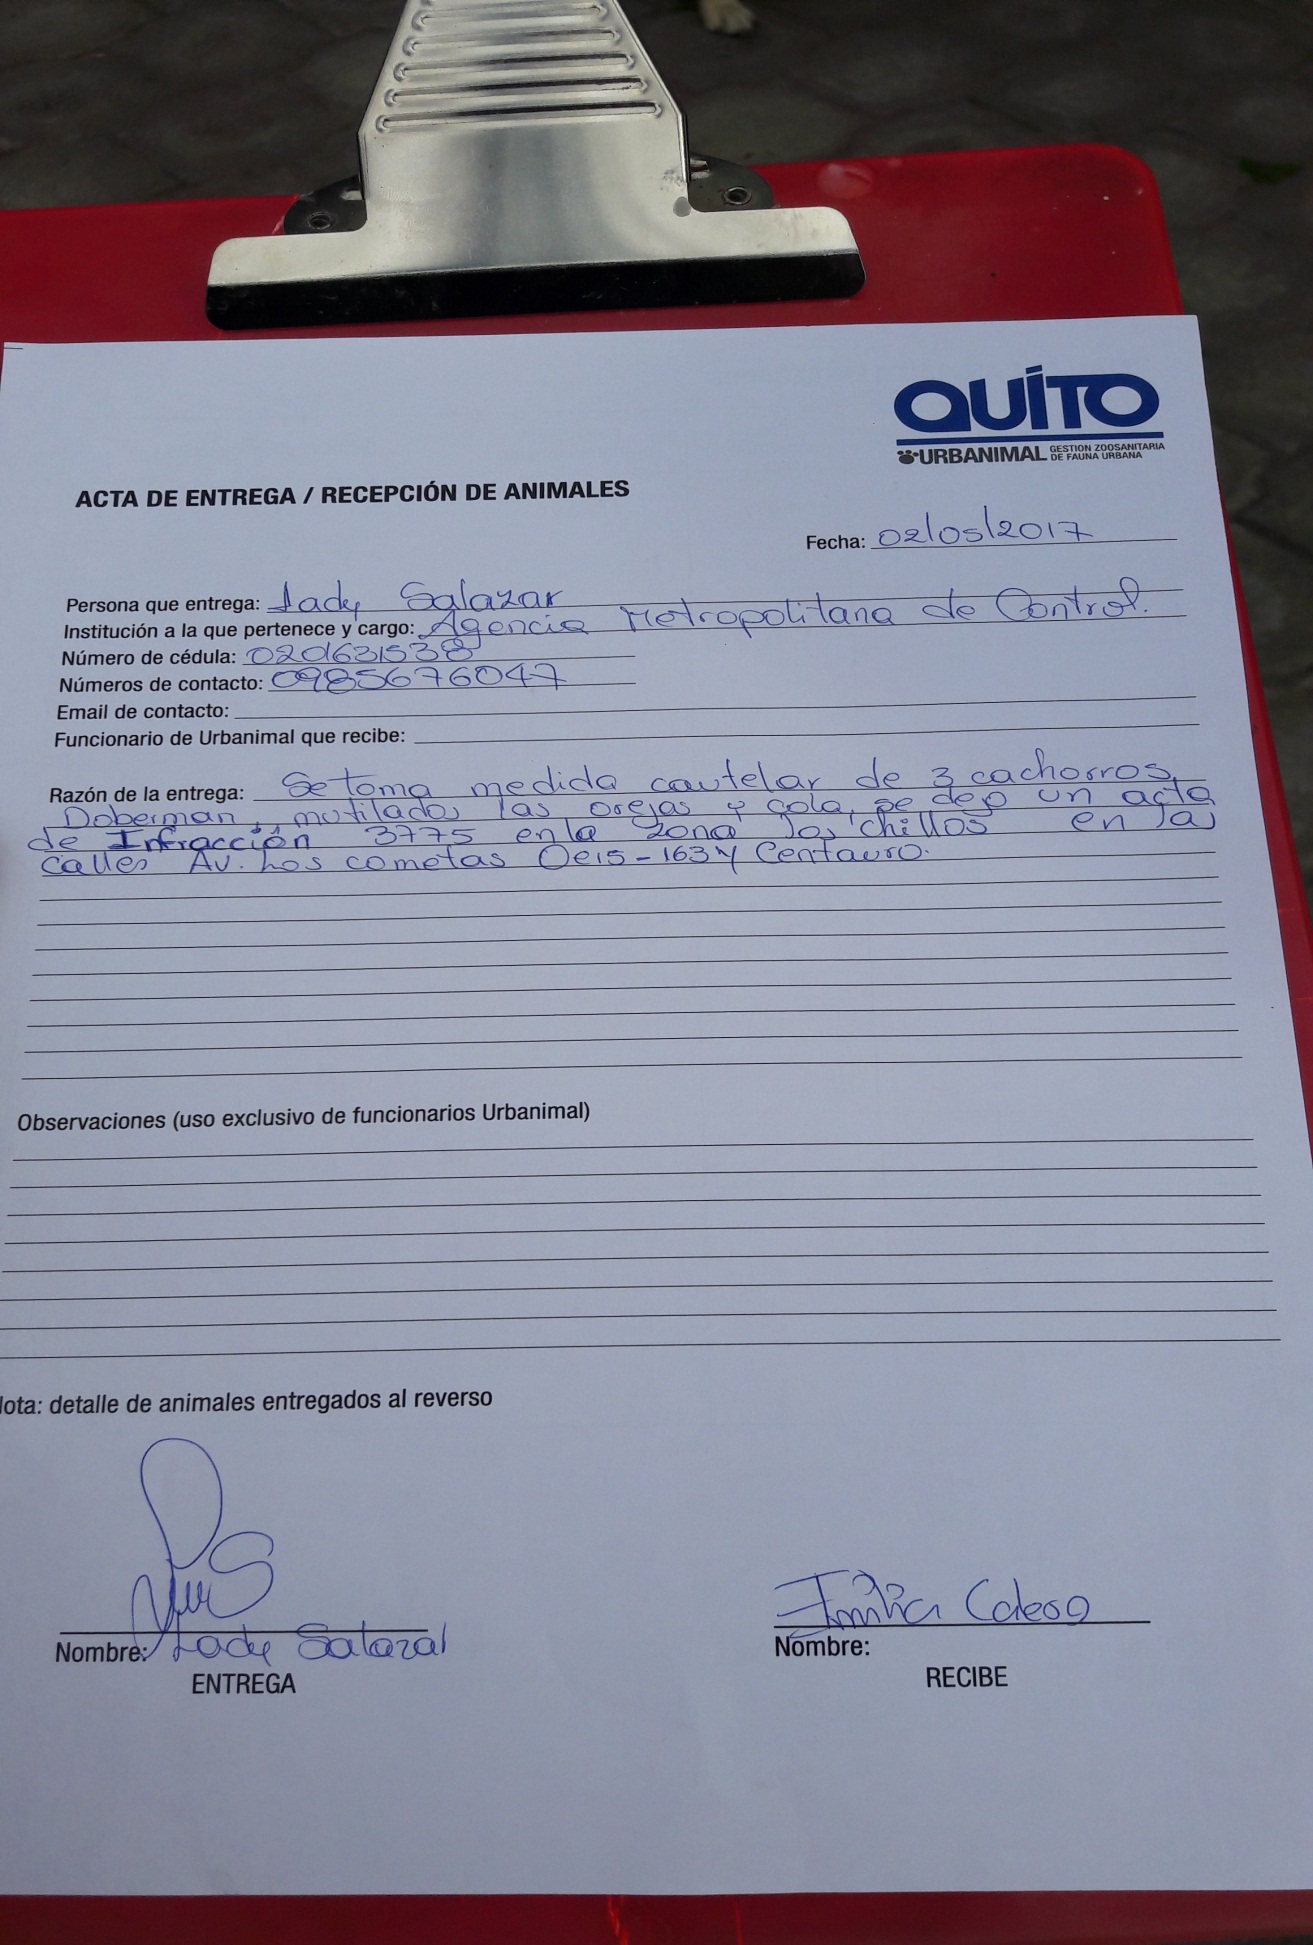 QUITO
URBANIMAL GESTION ZOOSANITARIA DE FAUNA URBANA
ACTA DE ENTREGA / RECEPCIÓN DE ANIMALES
Fecha: 02/05/2017
Persona que entrega: Lady Salazar
Institución a la que pertenece y cargo: Agencia Metropolitana de Control.
Número de cédula: 0201631538
Números de contacto: 0985676047
Email de contacto:
Funcionario de Urbanimal que recibe:
Razón de la entrega: Se toma medida cautelar de 3 cachorros,
Doberman, mutilados las orejas y cola, se dejo un acta
de Infracción 3775 en la zona los chillos en las
calles Av. Los cometas Oe15-163 y Centauro.
Observaciones (uso exclusivo de funcionarios Urbanimal)
Nota: detalle de animales entregados al reverso
Nombre: Lady Salazar
ENTREGA
Nombre:
RECIBE